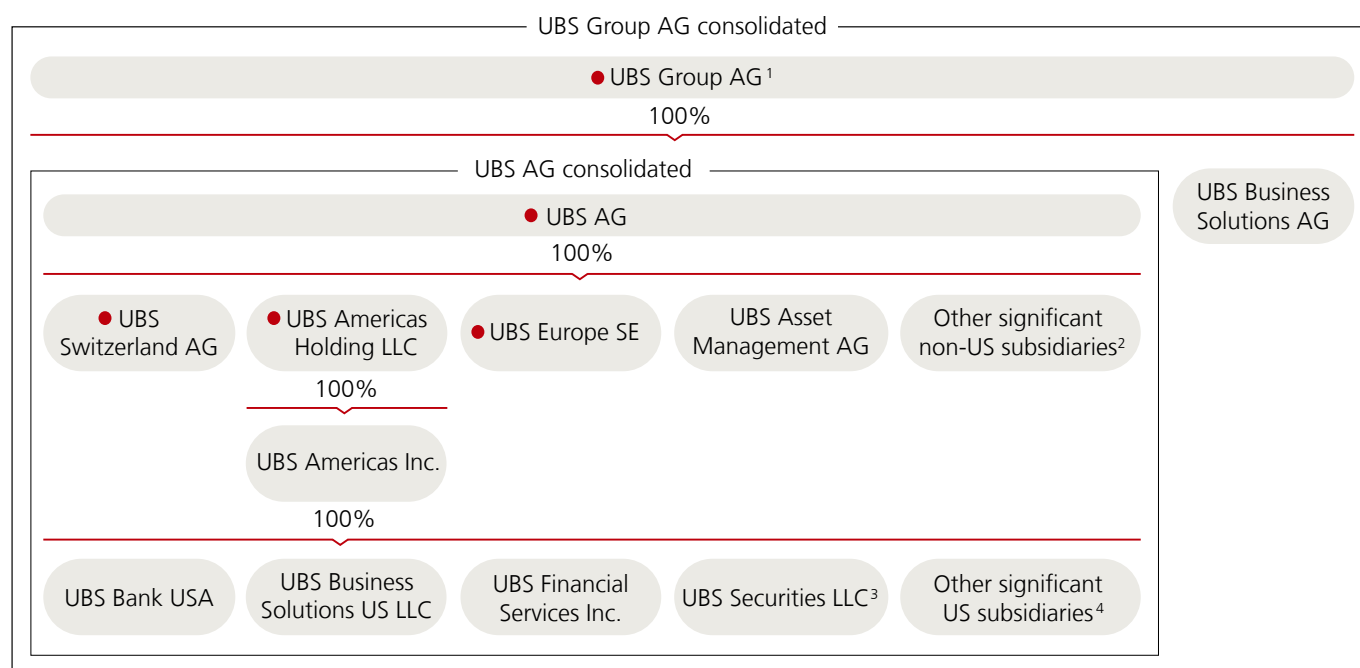 UBS Group AG consolidated
UBS Group AG¹
100%
UBS AG consolidated
UBS Business
Solutions AG
UBS AG
100%
UBS
Switzerland AG
UBS Americas
Holding LLC
UBS Europe SE
UBS Asset
Management AG
Other significant
non-US subsidiaries²
100%
UBS Americas Inc.
100%
UBS Bank USA
UBS Business
Solutions US LLC
UBS Financial
Services Inc.
UBS Securities LLC³
Other significant
US subsidiaries⁴